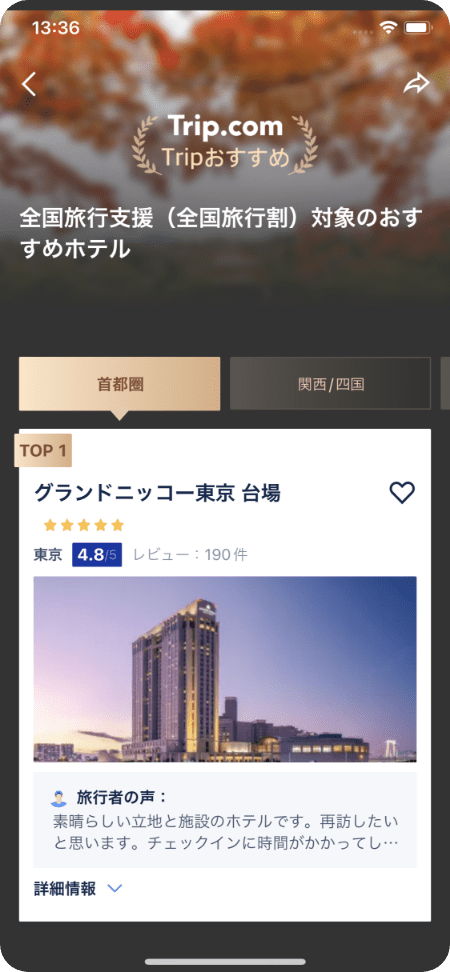 13:36
Trip.com
Tripおすすめ
全国旅行支援（全国旅行割）対象のおす
すめホテル
首都圏
関西/四国
TOP 1
グランドニッコー東京 台場
東京 4.8/5 レビュー：190件
旅行者の声：
素晴らしい立地と施設のホテルです。再訪したい
と思います。チェックインに時間がかかってし…
詳細情報